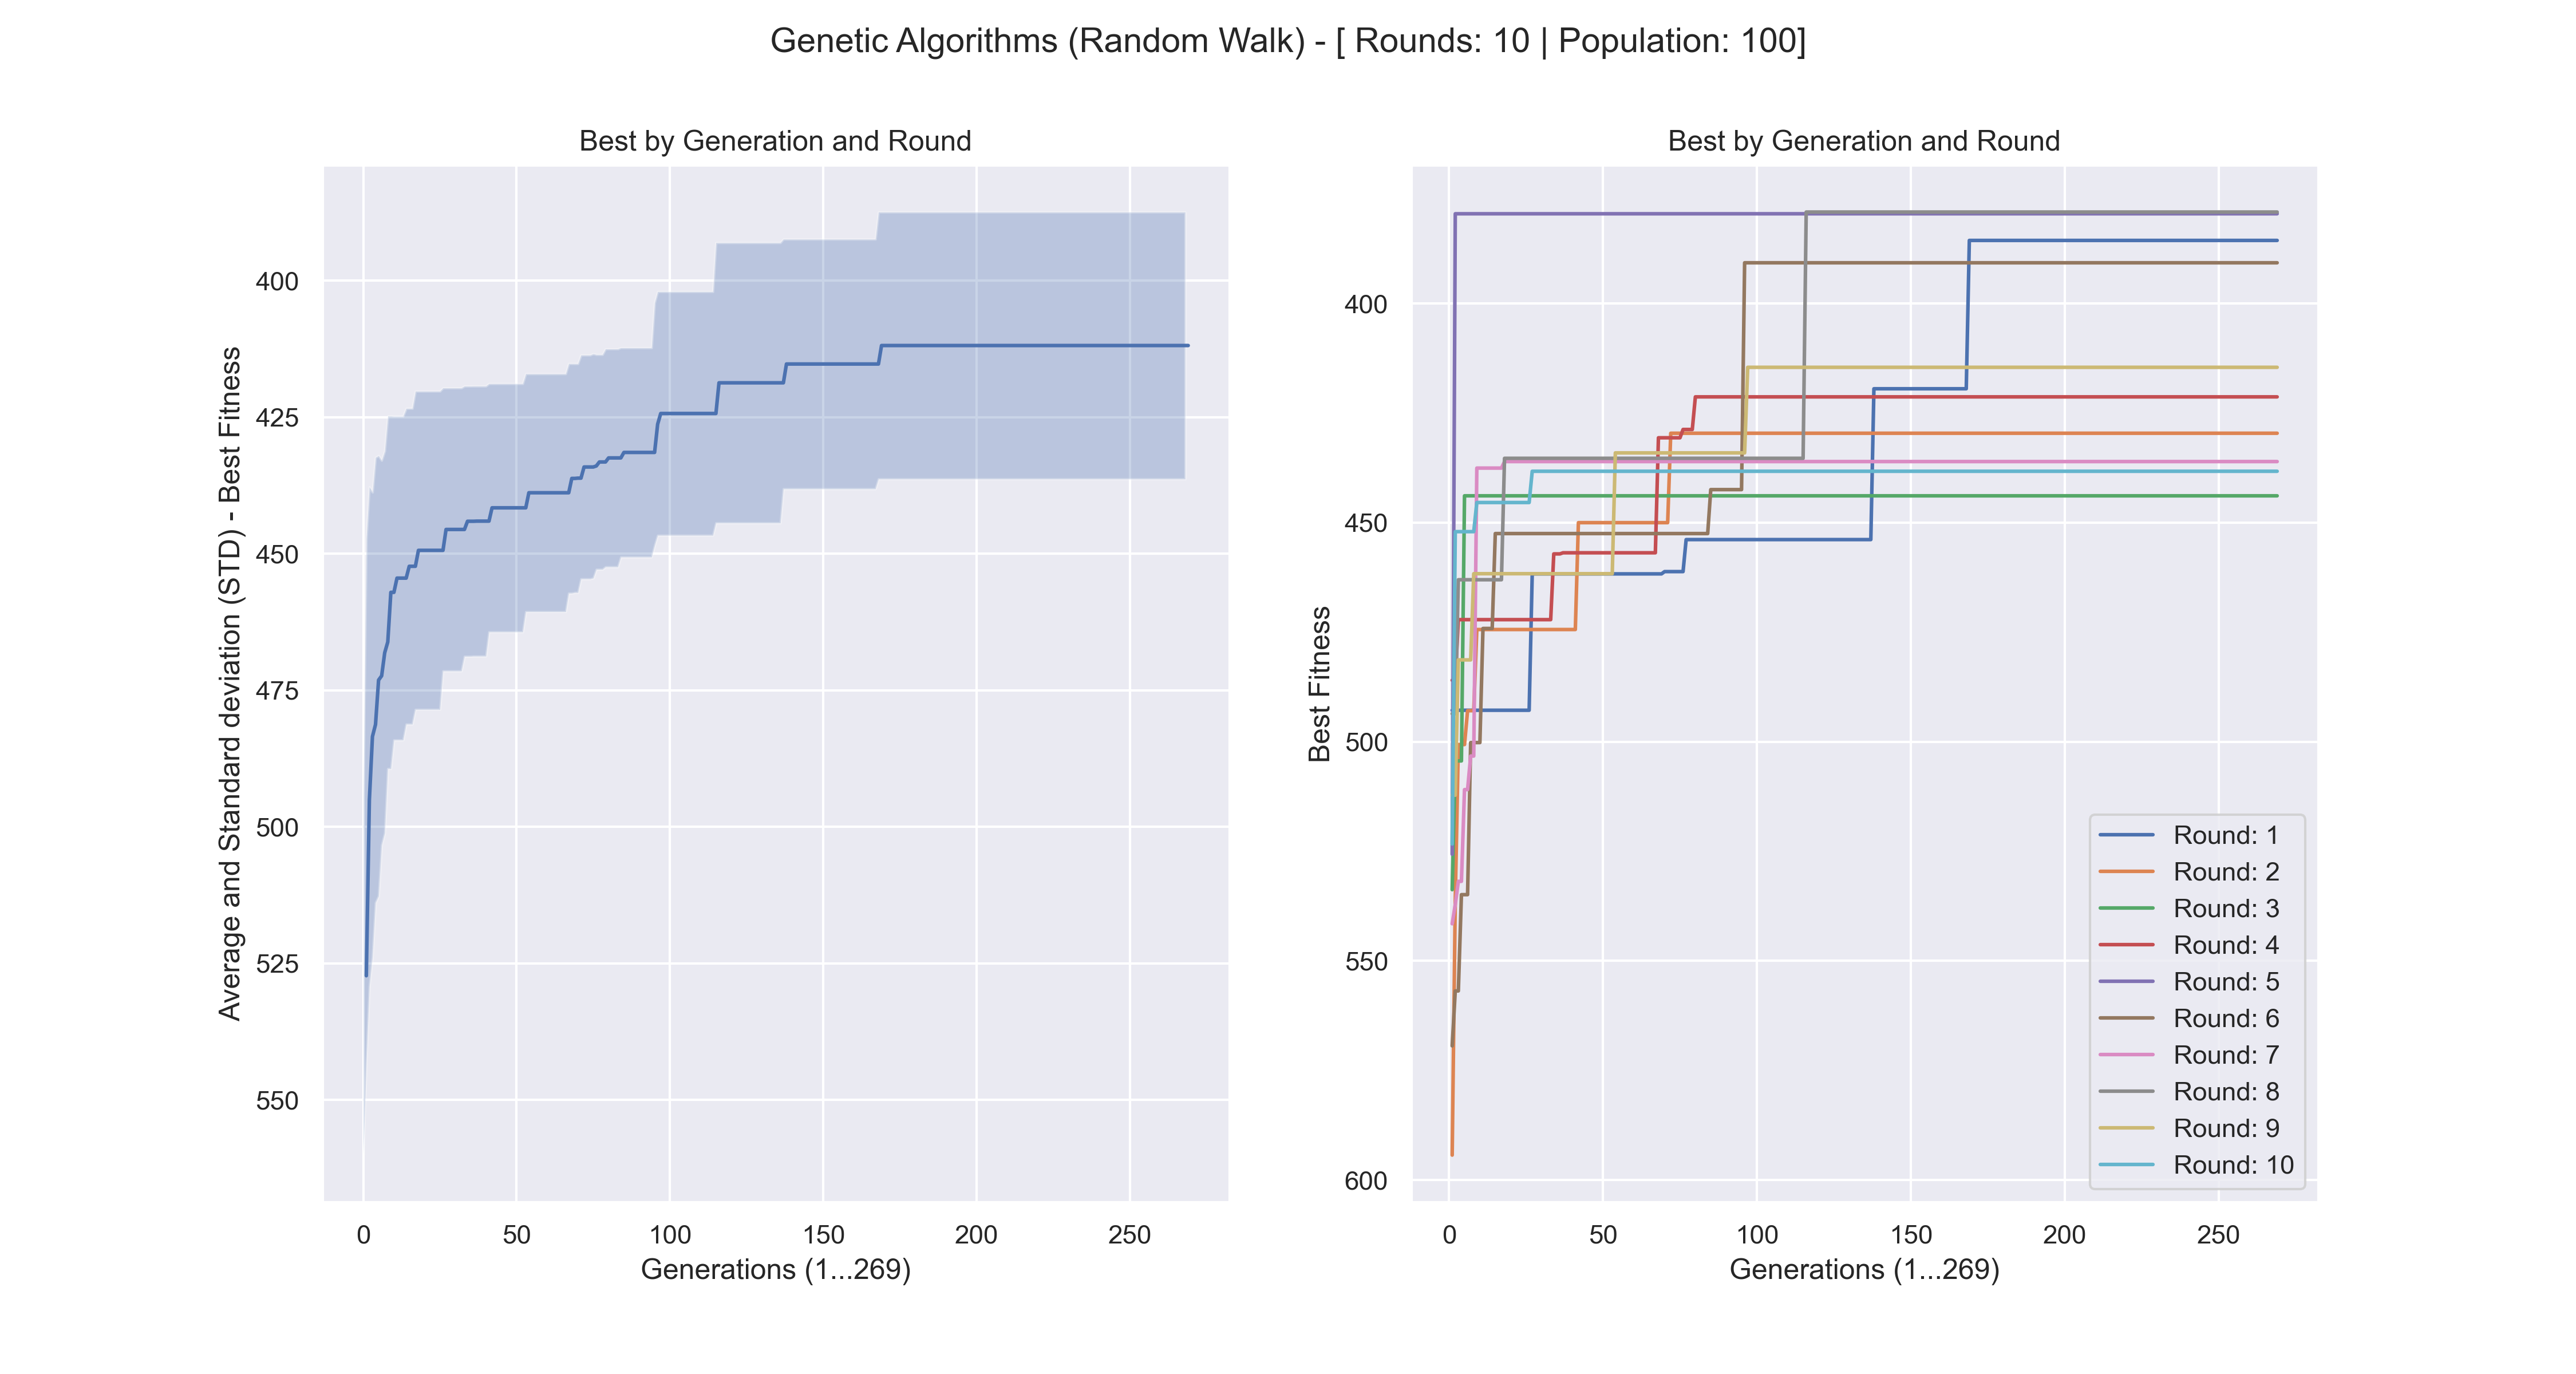 Genetic Algorithms (Random Walk) - [ Rounds: 10 | Population: 100]
Best by Generation and Round
Average and Standard deviation (STD) - Best Fitness
400
425
450
475
500
525
550
0 50 100 150 200 250
Generations (1...269)
Best by Generation and Round
Best Fitness
400
450
500
550
600
0 50 100 150 200 250
Generations (1...269)
Round: 1
Round: 2
Round: 3
Round: 4
Round: 5
Round: 6
Round: 7
Round: 8
Round: 9
Round: 10